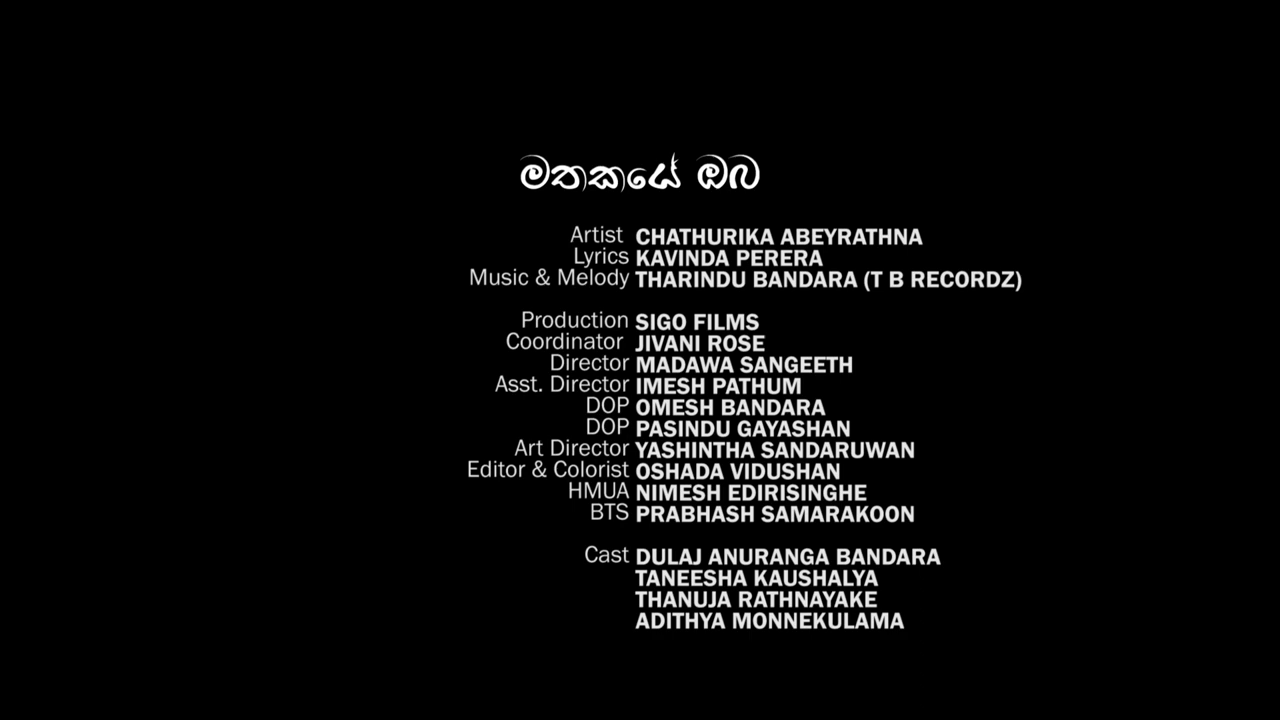 මතකයේ ඔබ
Artist CHATHURIKA ABEYRATHNA
Lyrics KAVINDA PERERA
Music & Melody THARINDU BANDARA (T B RECORDZ)
Production SIGO FILMS
Coordinator JIVANI ROSE
Director MADAWA SANGEETH
Asst. Director IMESH PATHUM
DOP OMESH BANDARA
DOP PASINDU GAYASHAN
Art Director YASHINTHA SANDARUWAN
Editor & Colorist OSHADA VIDUSHAN
HMUA NIMESH EDIRISINGHE
BTS PRABHASH SAMARAKOON
Cast DULAJ ANURANGA BANDARA
TANEESHA KAUSHALYA
THANUJA RATHNAYAKE
ADITHYA MONNEKULAMA